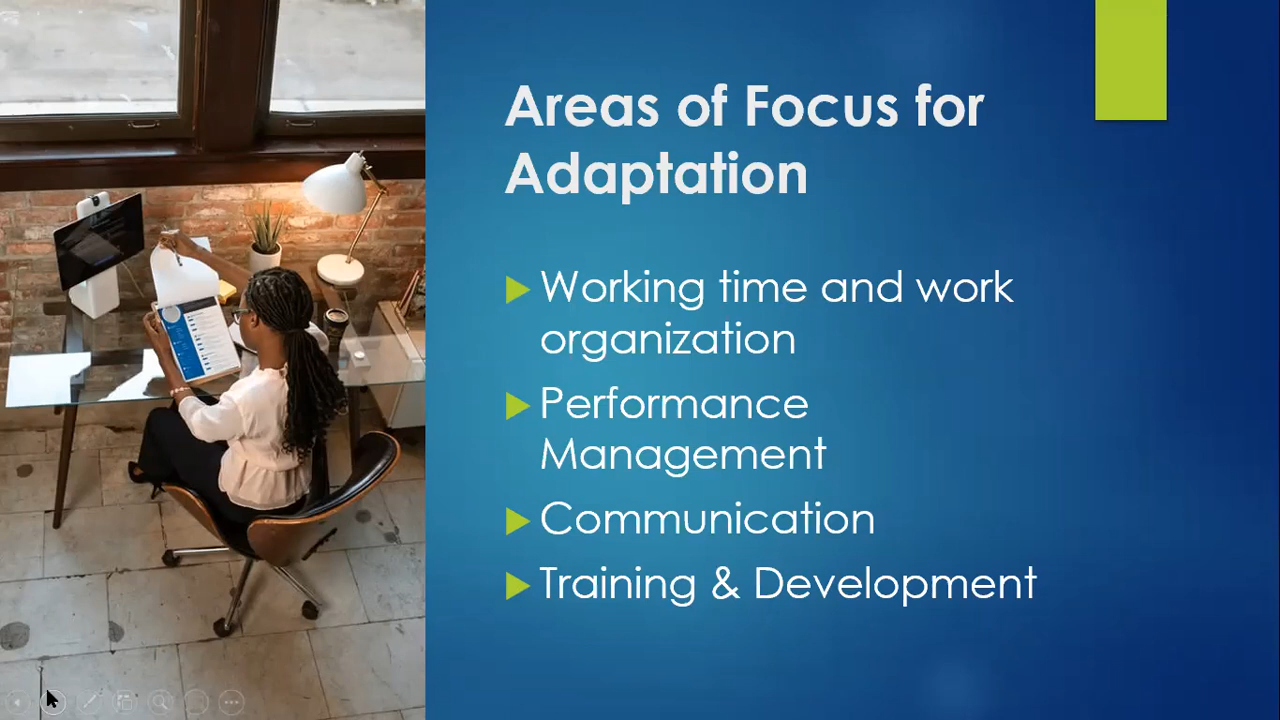 Areas of Focus for
Adaptation
Working time and work
organization
Performance
Management
Communication
Training & Development